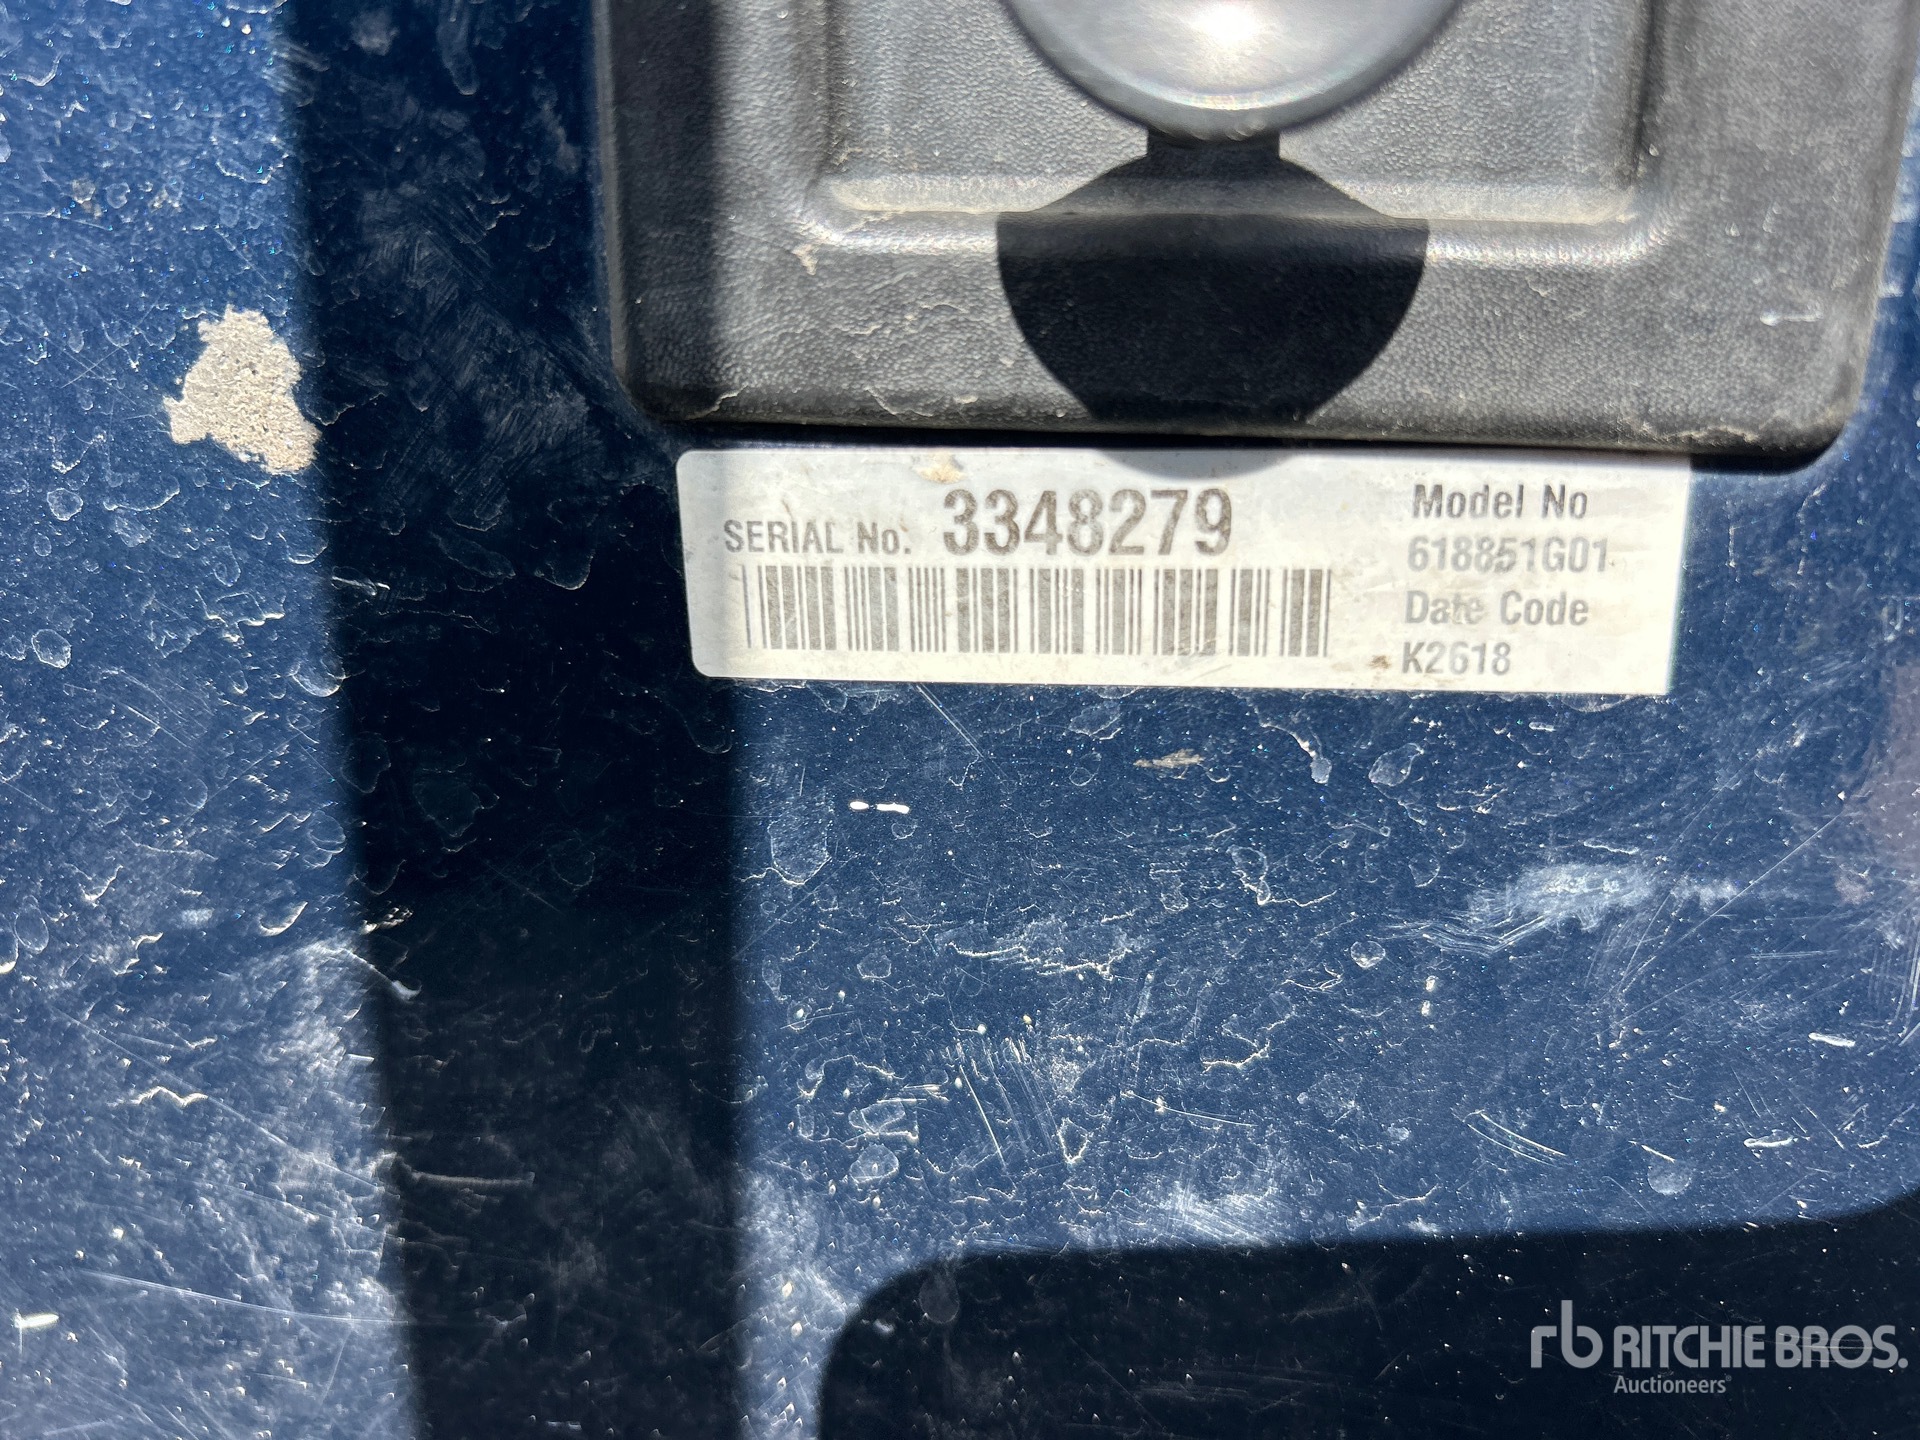 SERIAL No. 3348279
Model No
618851G01
Date Code
K2618
rb RITCHIE BROS.
Auctioneers